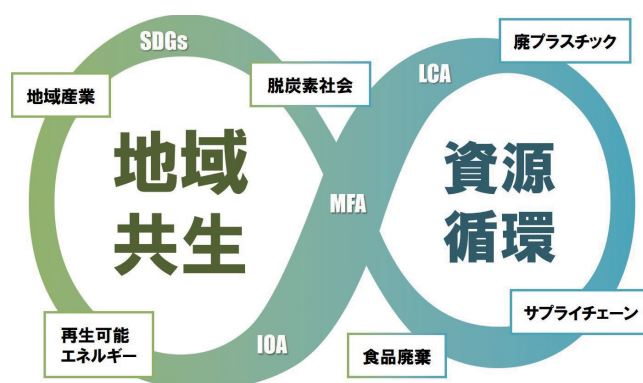 SDGs
地域産業
脱炭素社会
LCA
廃プラスチック
地域
共生
MFA
資源
循環
再生可能
エネルギー
IOA
食品廃棄
サプライチェーン